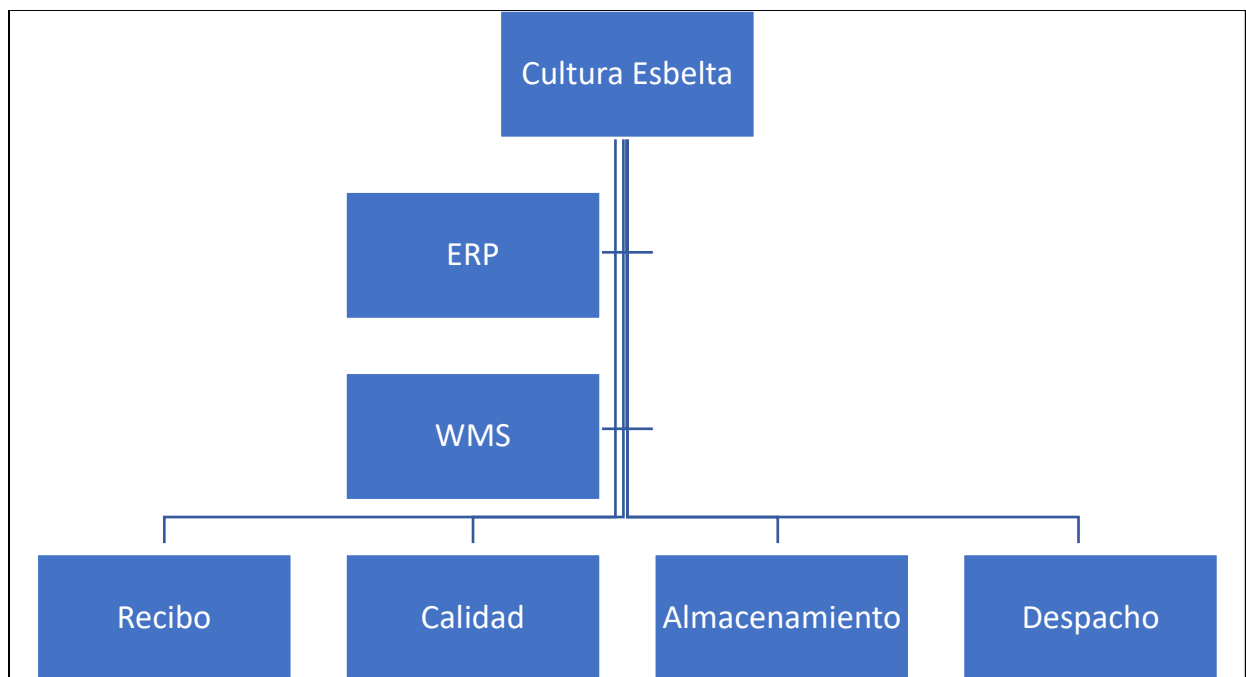 Cultura Esbelta
ERP
WMS
Recibo
Calidad
Almacenamiento
Despacho